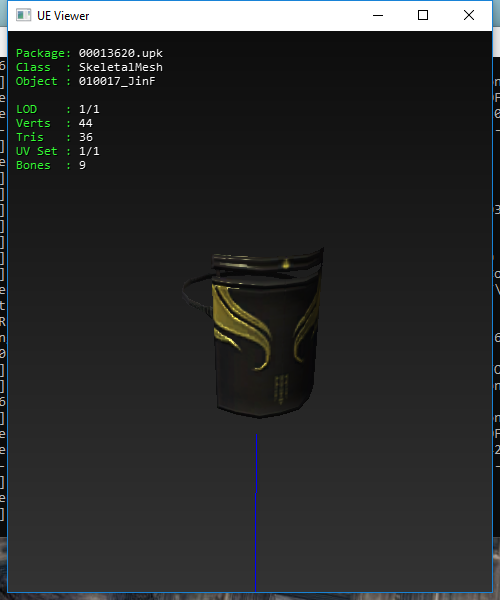 UE Viewer
Package: 00013620.upk
Class : SkeletalMesh
Object : 010017_JinF
LOD : 1/1
Verts : 44
Tris : 36
UV Set : 1/1
Bones : 9